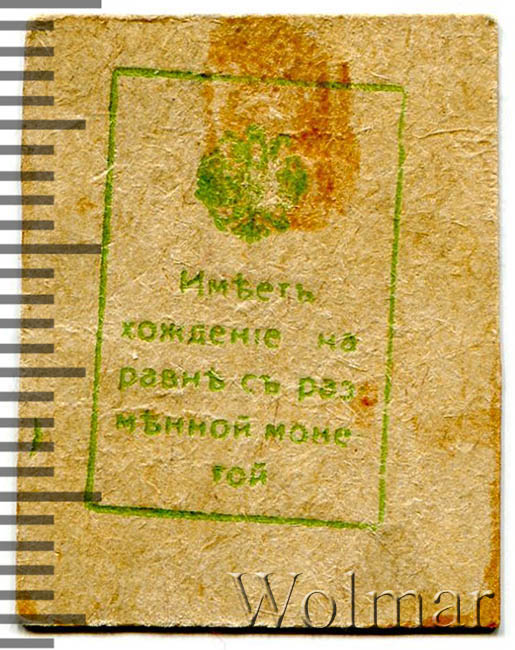 Имѣетъ
хожденіе на
равнѣ съ раз
мѣнной моне
той
Wolmar